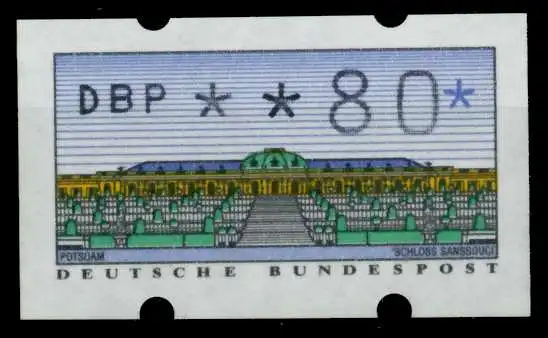 DBP * *80*
POTSDAM SCHLOSS SANSSOUCI
DEUTSCHE BUNDESPOST